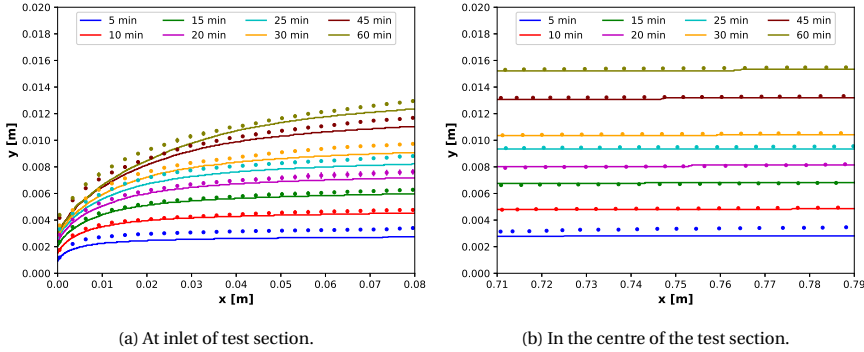 5 min 15 min 25 min 45 min
10 min 20 min 30 min 60 min
0.020
0.018
0.016
0.014
0.012
0.010
0.008
0.006
0.004
0.002
0.000
y [m]
0.00 0.01 0.02 0.03 0.04 0.05 0.06 0.07 0.08
x [m]
(a) At inlet of test section.
5 min 15 min 25 min 45 min
10 min 20 min 30 min 60 min
0.020
0.018
0.016
0.014
0.012
0.010
0.008
0.006
0.004
0.002
0.000
y [m]
0.71 0.72 0.73 0.74 0.75 0.76 0.77 0.78 0.79
x [m]
(b) In the centre of the test section.